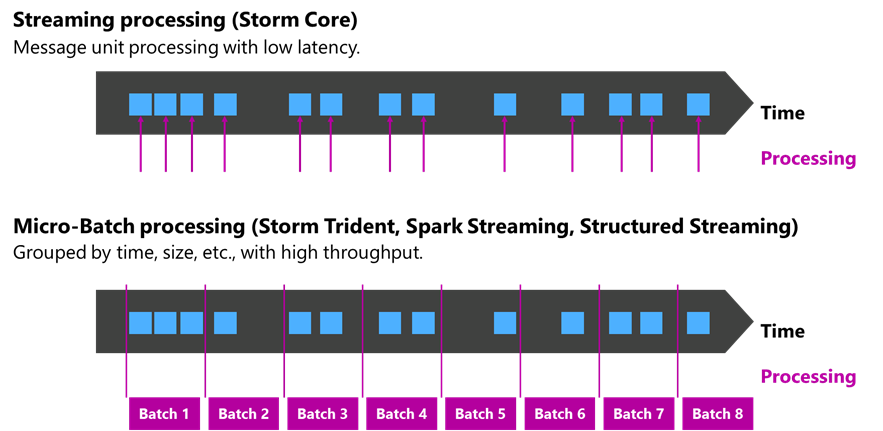 Streaming processing (Storm Core)
Message unit processing with low latency.
Time
Processing
Micro-Batch processing (Storm Trident, Spark Streaming, Structured Streaming)
Grouped by time, size, etc., with high throughput.
Time
Processing
Batch 1 Batch 2 Batch 3 Batch 4 Batch 5 Batch 6 Batch 7 Batch 8